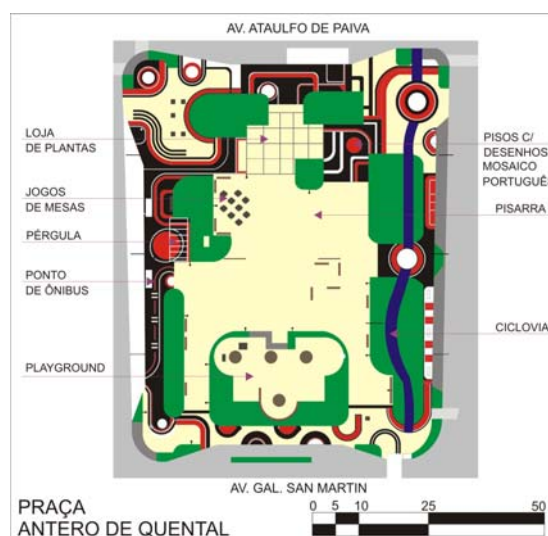 AV. ATAULFO DE PAIVA
LOJA
DE PLANTAS
JOGOS
DE MESAS
PÉRGULA
PONTO
DE ÔNIBUS
PLAYGROUND
PISOS C/
DESENHOS
MOSAICO
PORTUGUÊS
PISARRA
CICLOVIA
AV. GAL. SAN MARTIN
PRAÇA
ANTERO DE QUENTAL
0 5 10 25 50